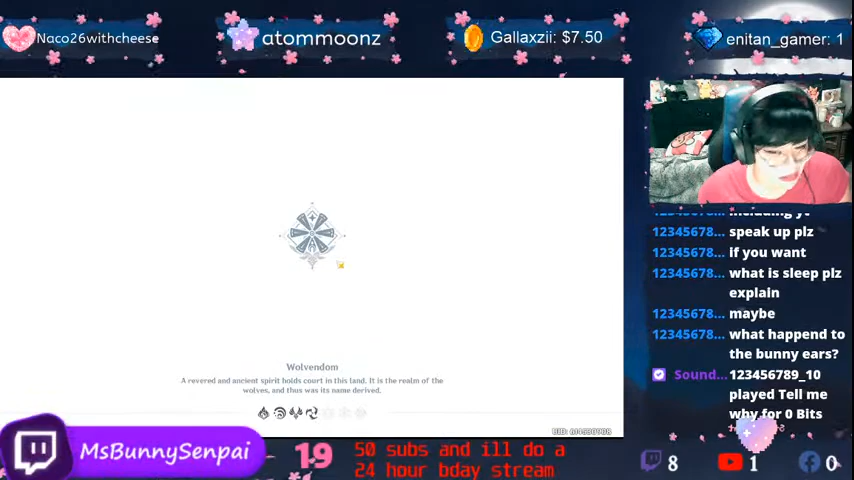 Naco26withcheese
atommoonz
Gallaxzii: $7.50
enitan_gamer: 1
12345678... speak up plz
12345678... if you want
12345678... what is sleep plz
explain
12345678... maybe
12345678... what happend to
the bunny ears?
Sound... 123456789_10
played Tell me
why for 0 Bits
Wolvendom
A revered and ancient spirit holds court in this land. It is the realm of the
wolves, and thus was its name derived.
MsBunnySenpai
19
50 subs and ill do a
24 hour bday stream
8
1
0